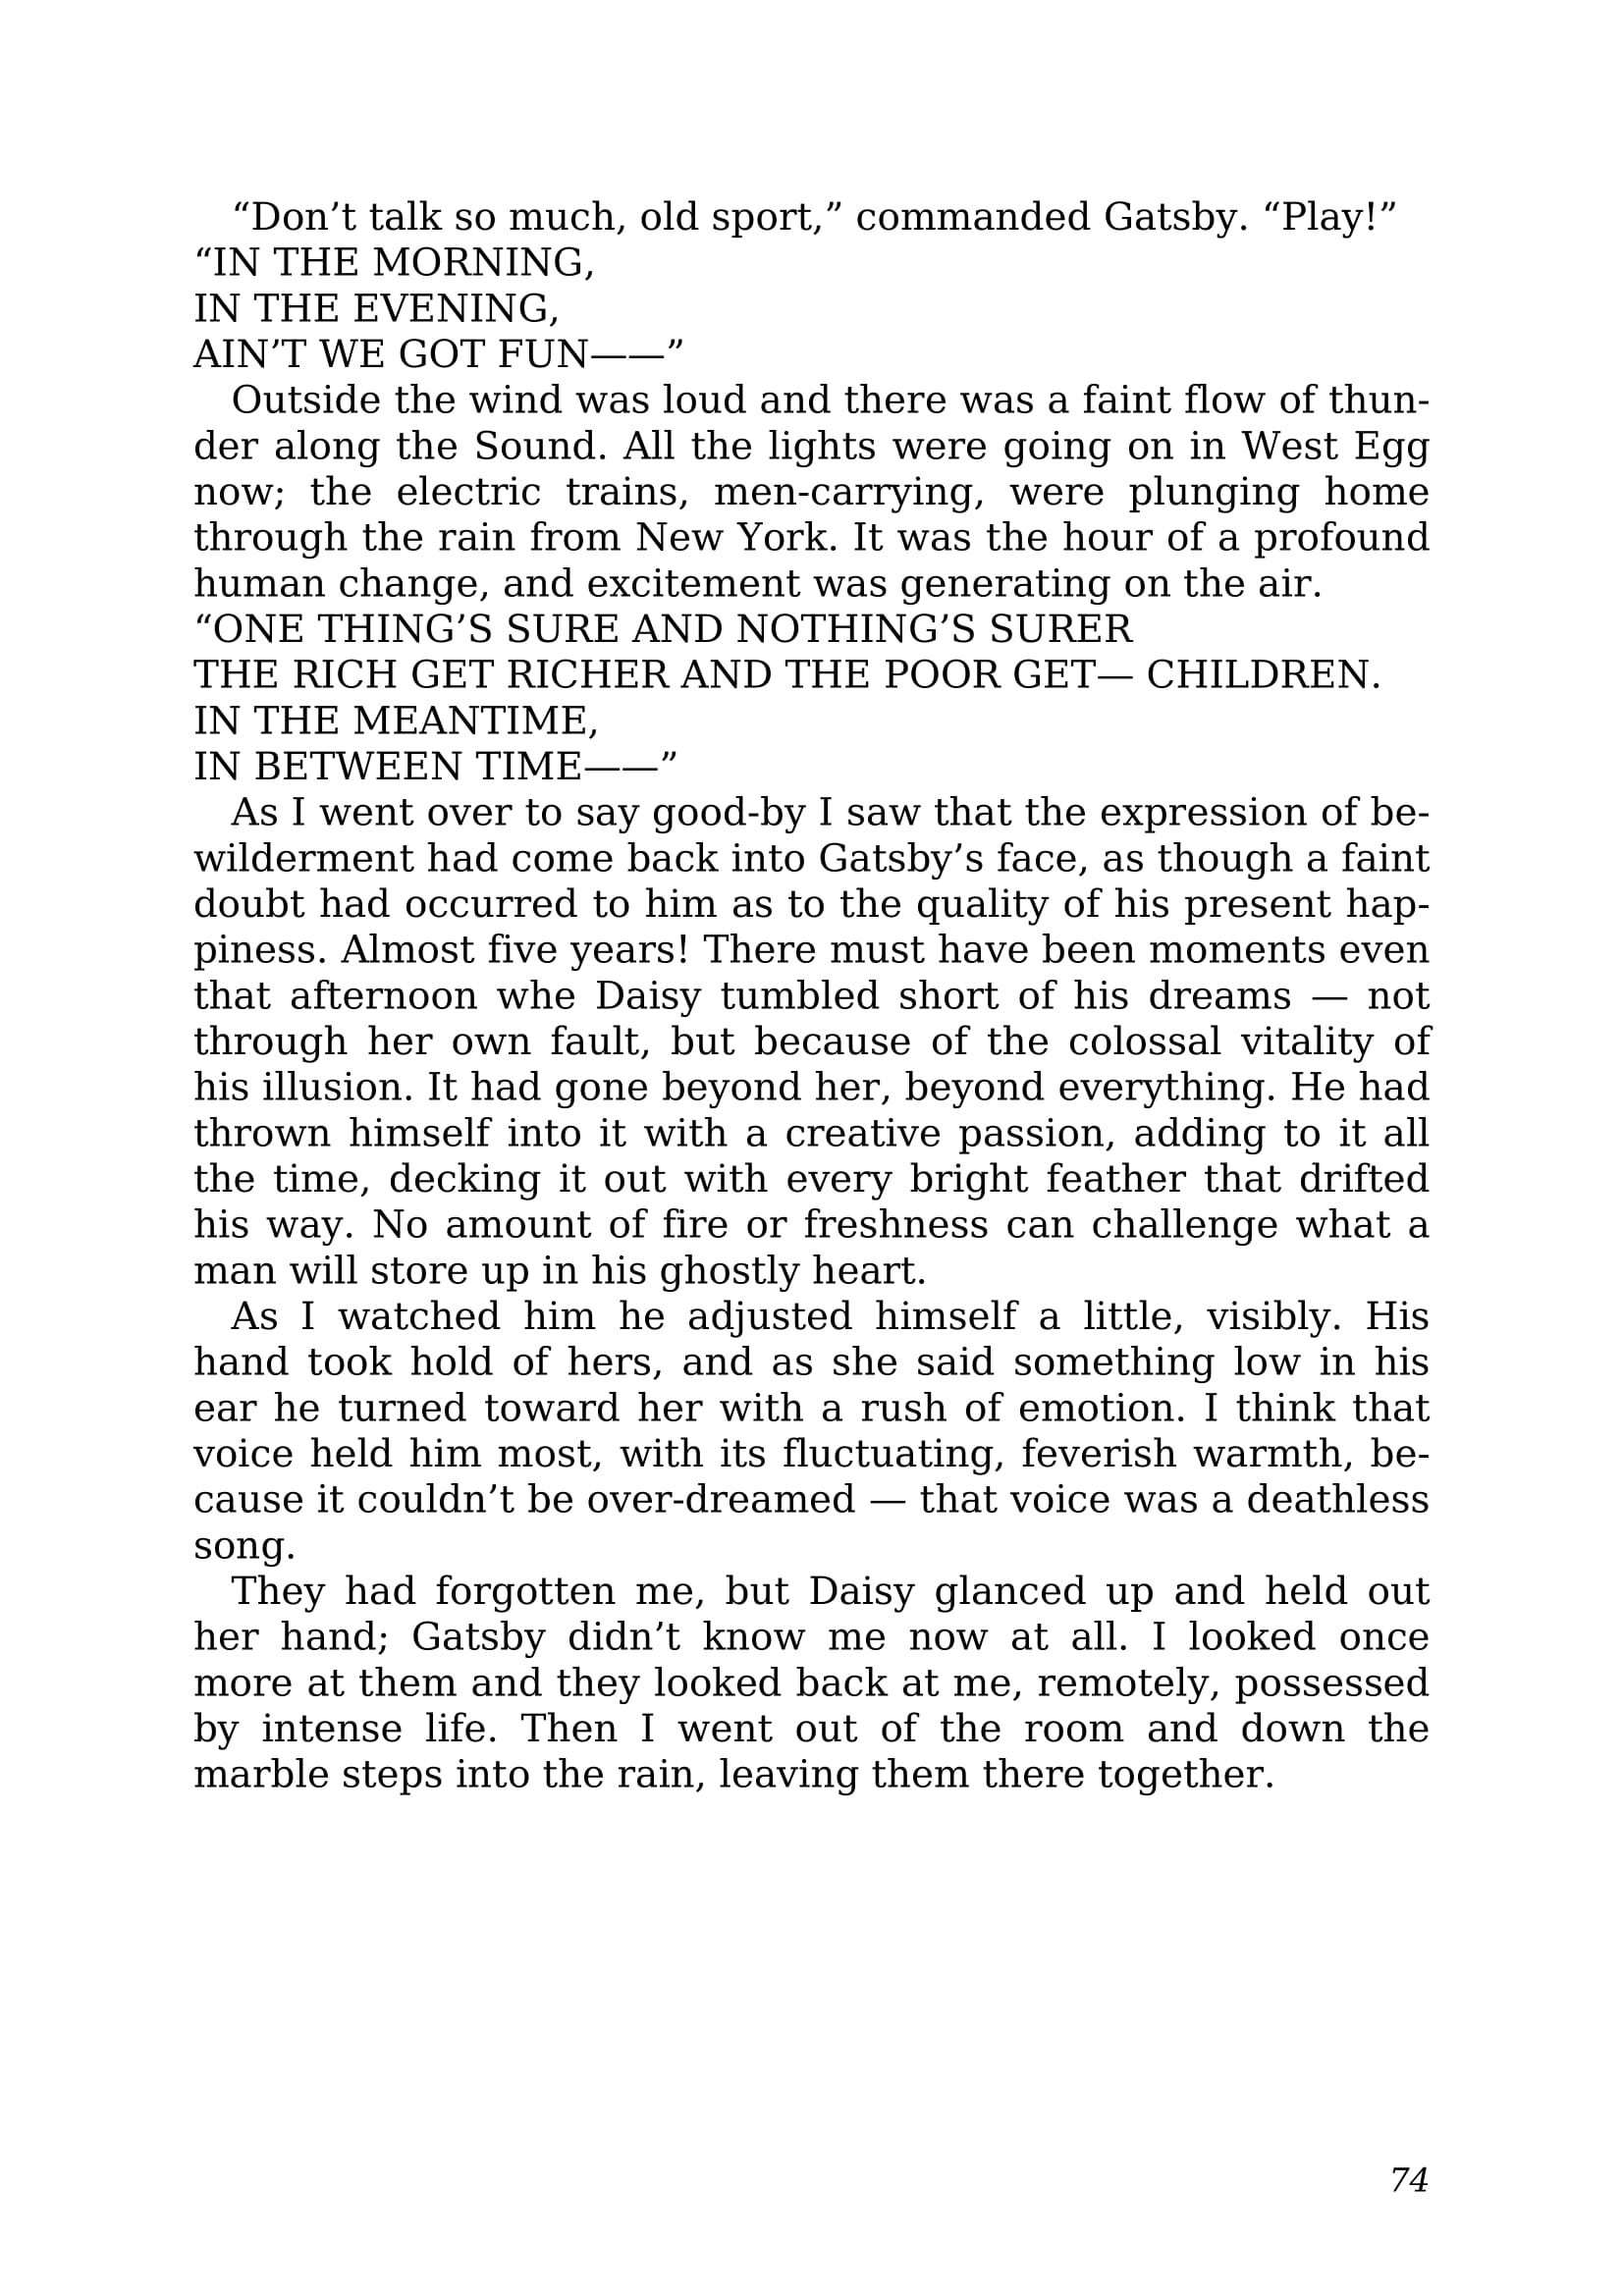 “Don’t talk so much, old sport,” commanded Gatsby. “Play!”
“IN THE MORNING,
IN THE EVENING,
AIN’T WE GOT FUN——”
Outside the wind was loud and there was a faint flow of thun-
der along the Sound. All the lights were going on in West Egg
now; the electric trains, men-carrying, were plunging home
through the rain from New York. It was the hour of a profound
human change, and excitement was generating on the air.
“ONE THING’S SURE AND NOTHING’S SURER
THE RICH GET RICHER AND THE POOR GET— CHILDREN.
IN THE MEANTIME,
IN BETWEEN TIME——”
As I went over to say good-by I saw that the expression of be-
wilderment had come back into Gatsby’s face, as though a faint
doubt had occurred to him as to the quality of his present hap-
piness. Almost five years! There must have been moments even
that afternoon whe Daisy tumbled short of his dreams — not
through her own fault, but because of the colossal vitality of
his illusion. It had gone beyond her, beyond everything. He had
thrown himself into it with a creative passion, adding to it all
the time, decking it out with every bright feather that drifted
his way. No amount of fire or freshness can challenge what a
man will store up in his ghostly heart.
As I watched him he adjusted himself a little, visibly. His
hand took hold of hers, and as she said something low in his
ear he turned toward her with a rush of emotion. I think that
voice held him most, with its fluctuating, feverish warmth, be-
cause it couldn’t be over-dreamed — that voice was a deathless
song.
They had forgotten me, but Daisy glanced up and held out
her hand; Gatsby didn’t know me now at all. I looked once
more at them and they looked back at me, remotely, possessed
by intense life. Then I went out of the room and down the
marble steps into the rain, leaving them there together.
74